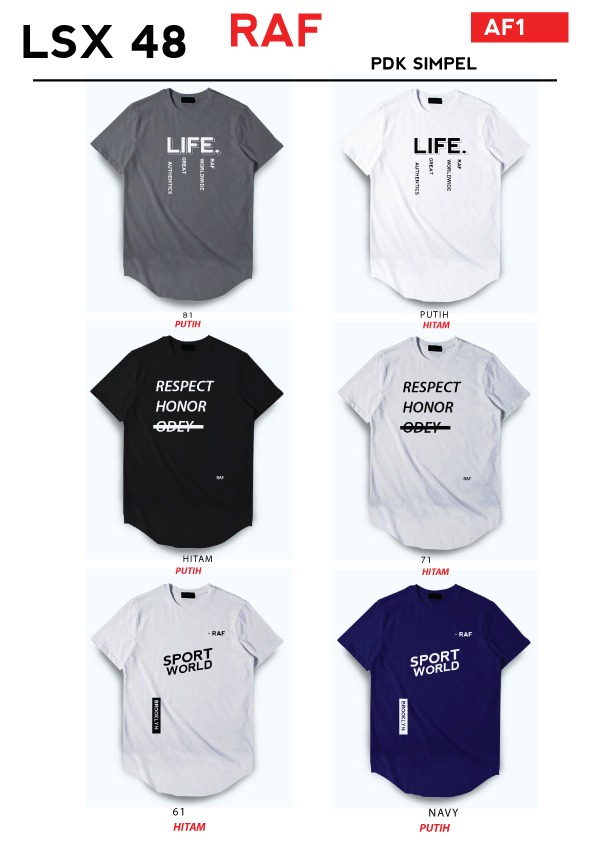 LSX 48
RAF
AF1
PDK SIMPEL
LIFE.
AUTHENTICS
GREAT
WORLDWIDE
RAF
81
PUTIH
LIFE.
AUTHENTICS
GREAT
WORLDWIDE
RAF
PUTIH
HITAM
RESPECT
HONOR
ODEY
RAF
HITAM
PUTIH
RESPECT
HONOR
ODEY
RAF
71
HITAM
- RAF
SPORT
WORLD
BROOKLYN
61
HITAM
- RAF
SPORT
WORLD
BROOKLYN
NAVY
PUTIH